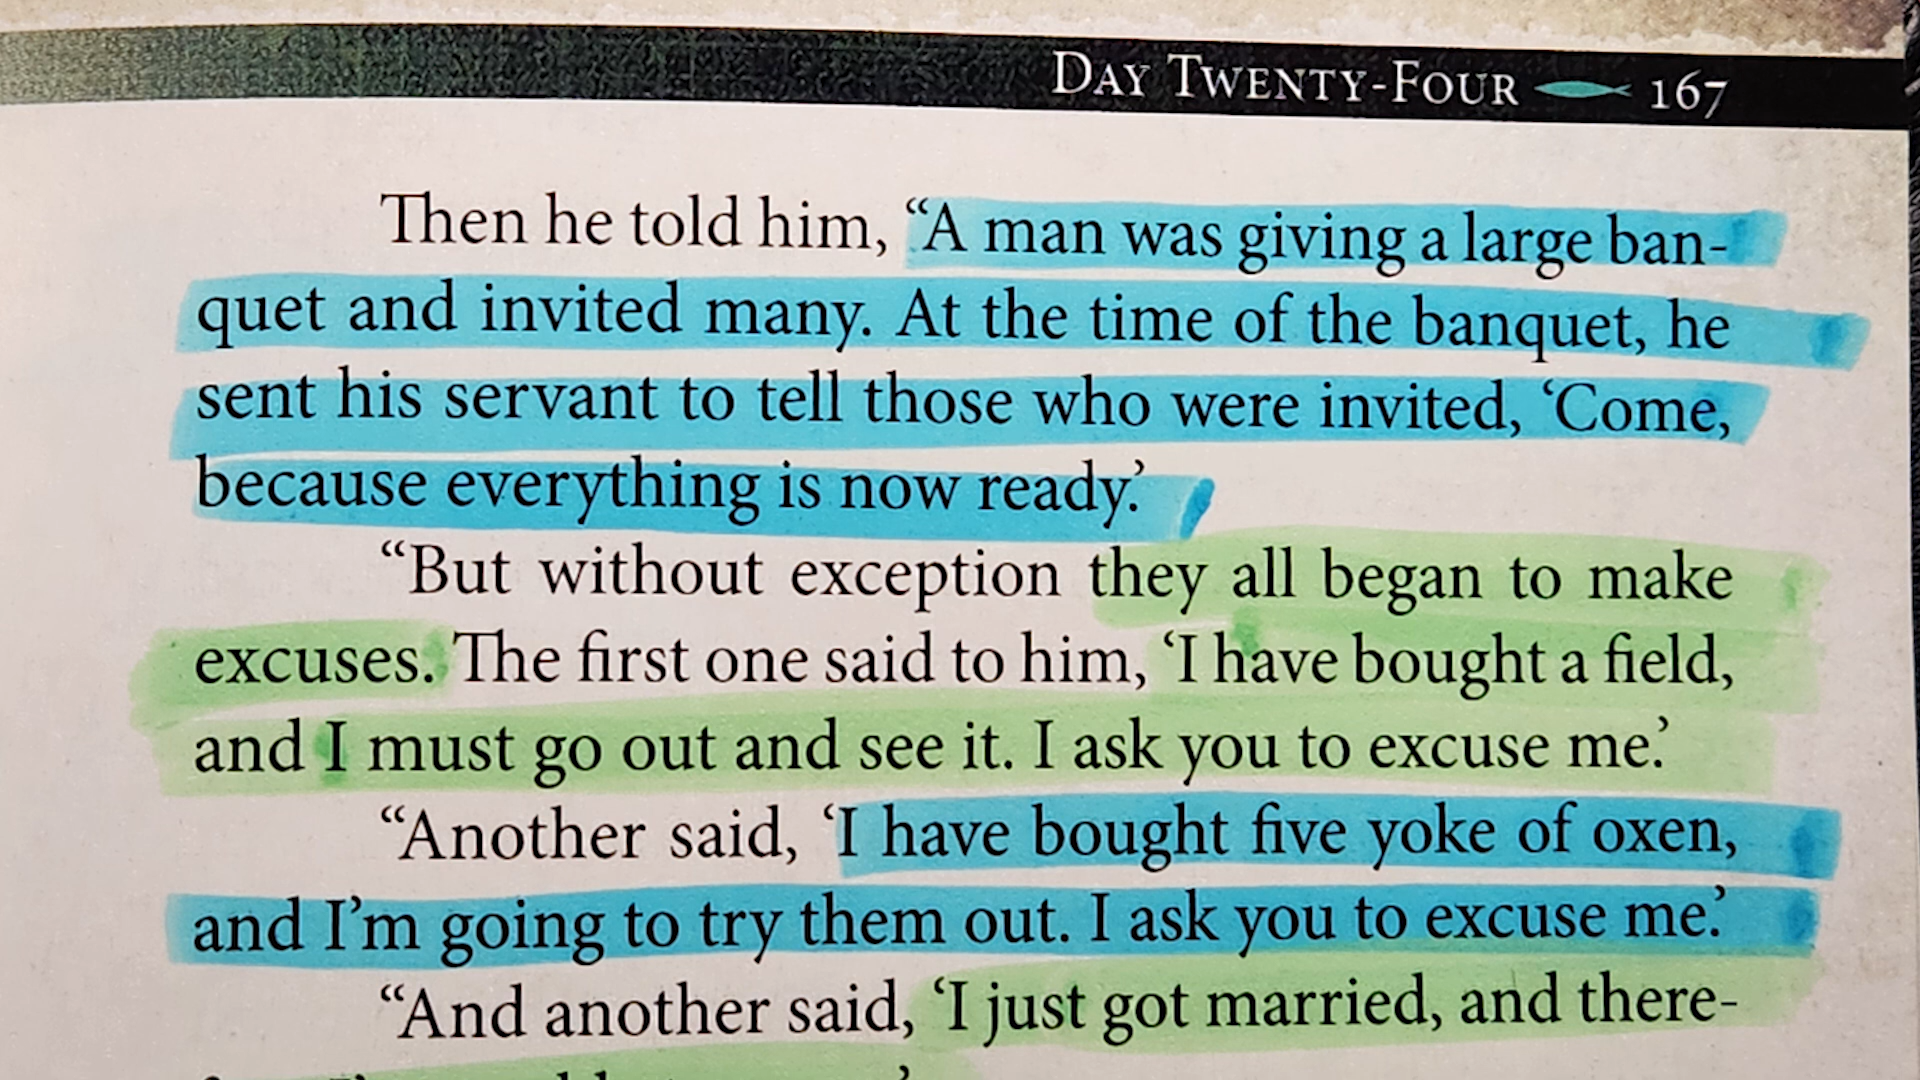 DAY TWENTY-FOUR 167
Then he told him, “A man was giving a large ban-
quet and invited many. At the time of the banquet, he
sent his servant to tell those who were invited, ‘Come,
because everything is now ready.’
“But without exception they all began to make
excuses. The first one said to him, ‘I have bought a field,
and I must go out and see it. I ask you to excuse me.’
“Another said, ‘I have bought five yoke of oxen,
and I’m going to try them out. I ask you to excuse me.’
“And another said, ‘I just got married, and there-